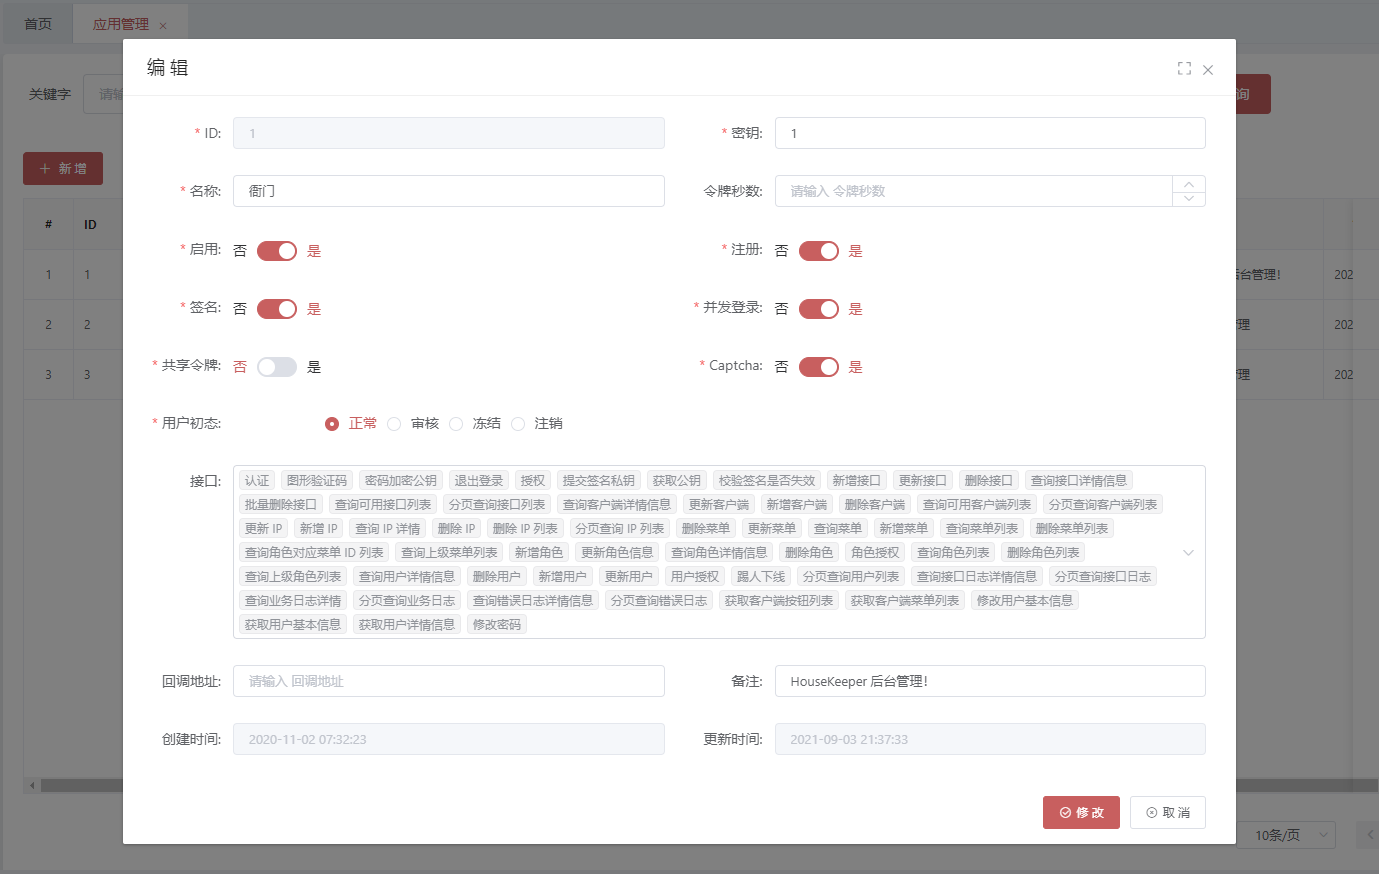 首页 应用管理 ×
编 辑
关键字 请输 询
* ID: 1 * 密钥: 1
+ 新增
* 名称: 衙门 令牌秒数: 请输入 令牌秒数
# ID
* 启用: 否 是 * 注册: 否 是
1 1 后台管理! 202
* 签名: 否 是 * 并发登录: 否 是
2 2 管理 202
* 共享令牌: 否 是 * Captcha: 否 是
3 3 管理 202
* 用户初态: 正常 审核 冻结 注销
接口: 认证 图形验证码 密码加密公钥 退出登录 授权 提交签名私钥 获取公钥 校验签名是否失效 新增接口 更新接口 删除接口 查询接口详情信息
批量删除接口 查询可用接口列表 分页查询接口列表 查询客户端详情信息 更新客户端 新增客户端 删除客户端 查询可用客户端列表 分页查询客户端列表
更新 IP 新增 IP 查询 IP 详情 删除 IP 删除 IP 列表 分页查询 IP 列表 删除菜单 更新菜单 查询菜单 新增菜单 查询菜单列表 删除菜单列表
查询角色对应菜单 ID 列表 查询上级菜单列表 新增角色 更新角色信息 查询角色详情信息 删除角色 角色授权 查询角色列表 删除角色列表
查询上级角色列表 查询用户详情信息 删除用户 新增用户 更新用户 用户授权 踢人下线 分页查询用户列表 查询接口日志详情信息 分页查询接口日志
查询业务日志详情 分页查询业务日志 查询错误日志详情信息 分页查询错误日志 获取客户端按钮列表 获取客户端菜单列表 修改用户基本信息
获取用户基本信息 获取用户详情信息 修改密码
回调地址: 请输入 回调地址 备注: HouseKeeper 后台管理!
创建时间: 2020-11-02 07:32:23 更新时间: 2021-09-03 21:37:33
修 改 取 消
10条/页